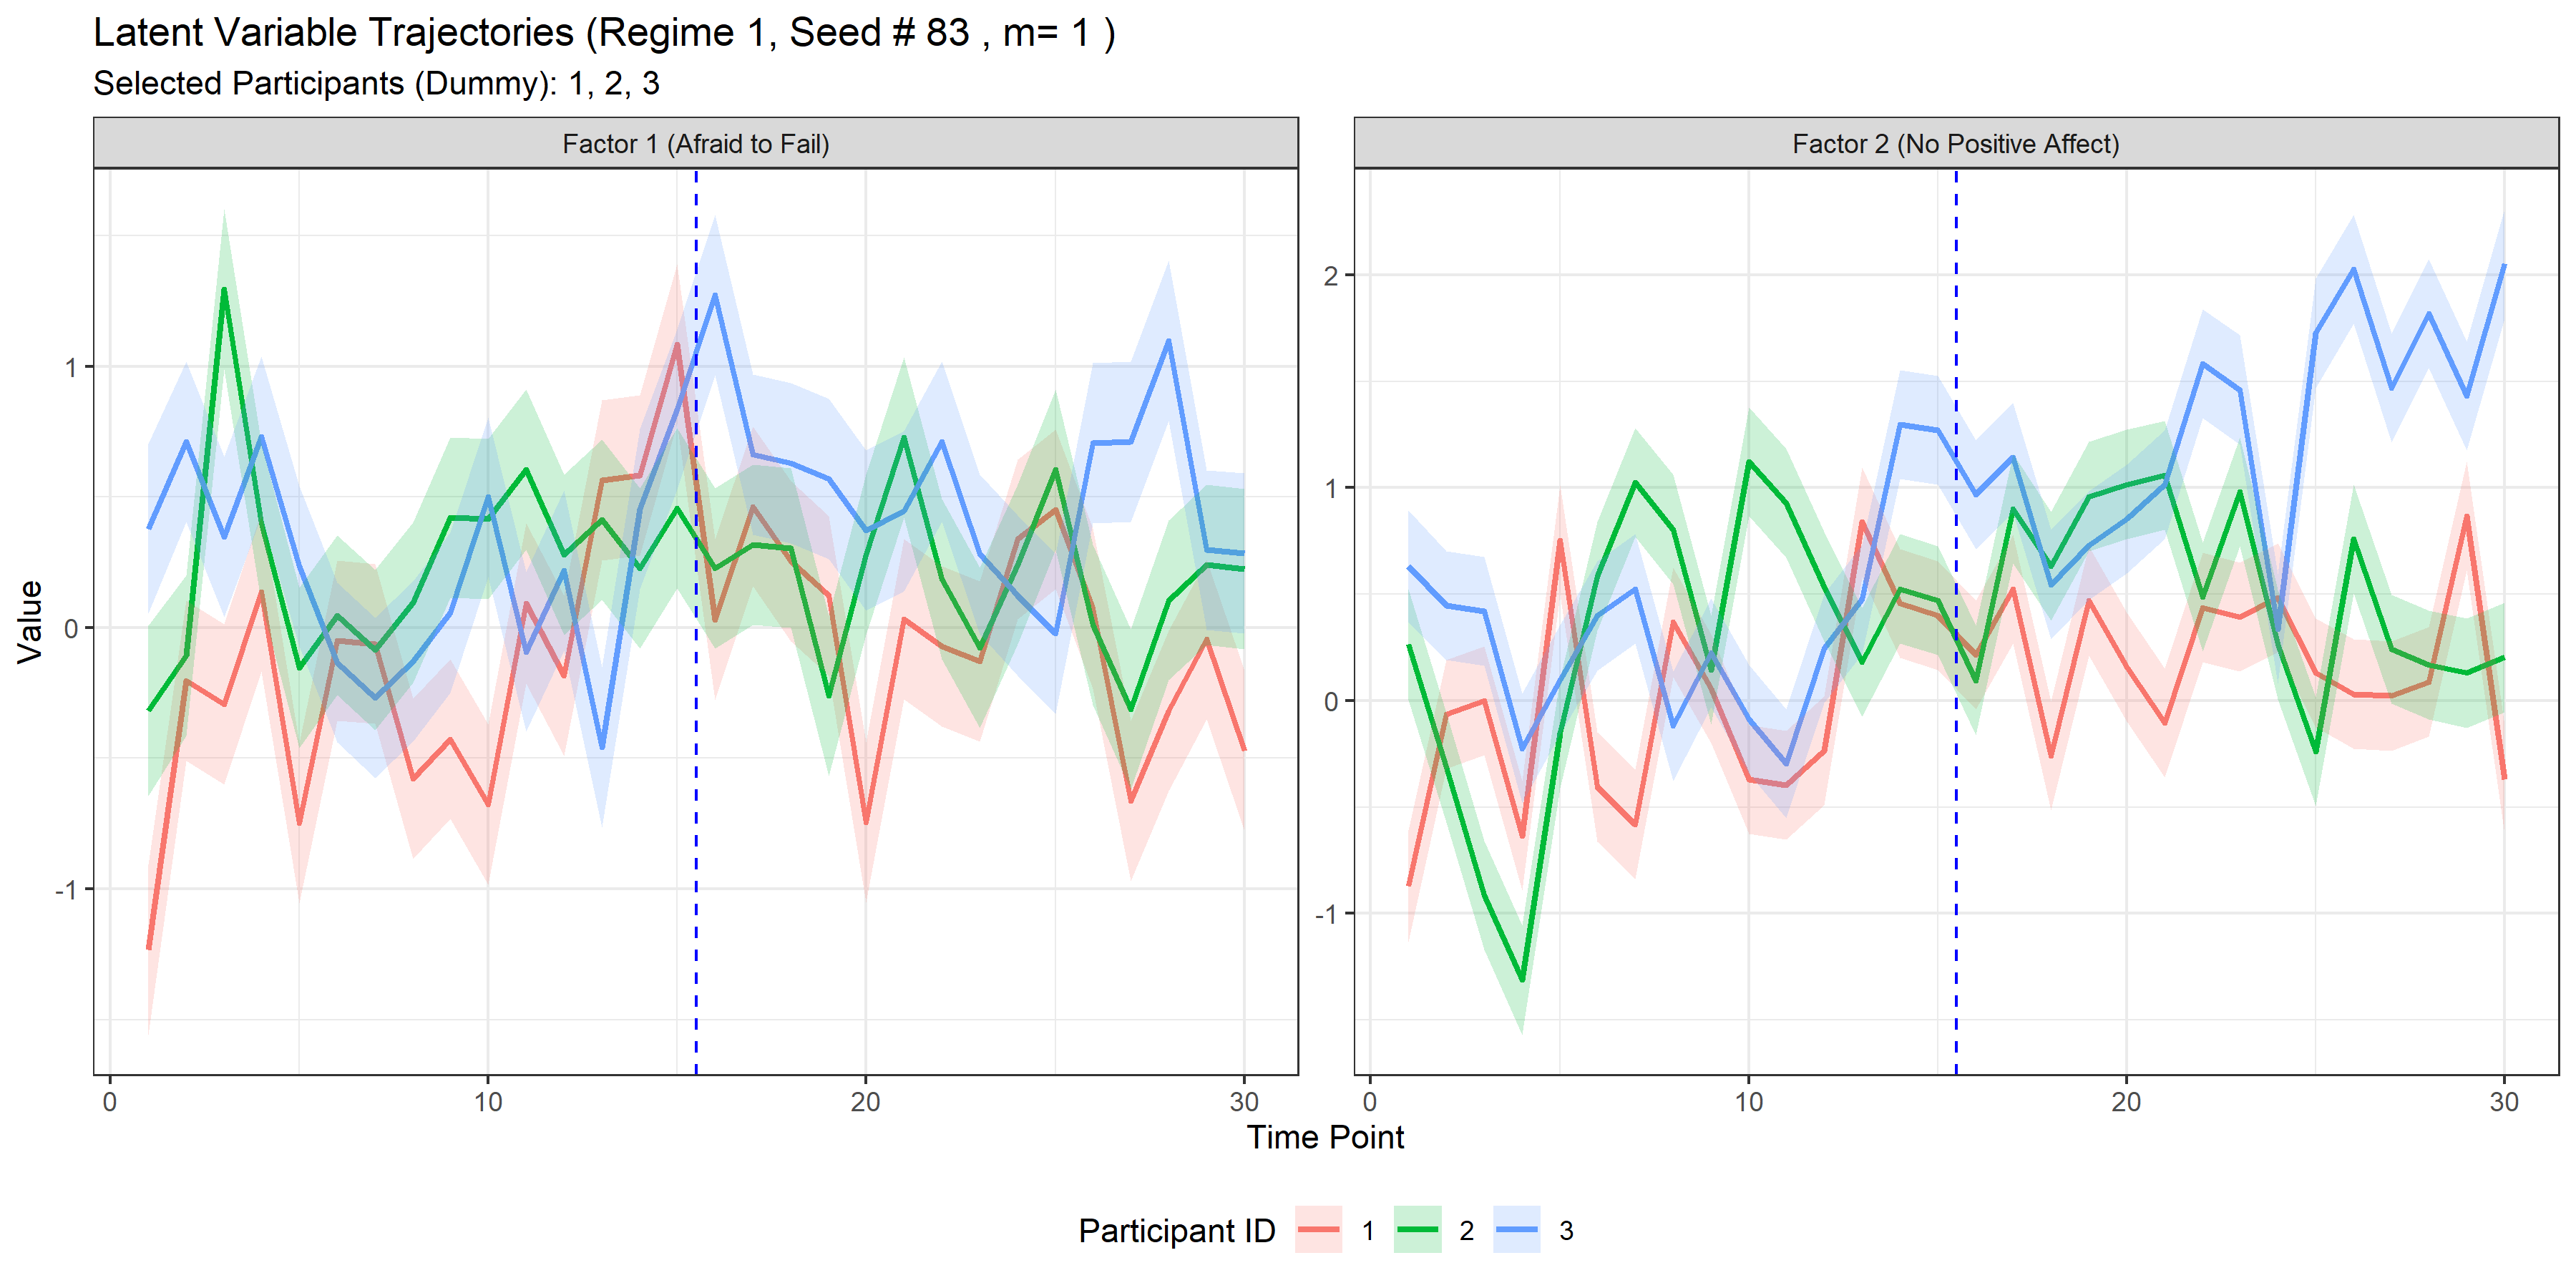 Latent Variable Trajectories (Regime 1, Seed # 83 , m= 1 )
Selected Participants (Dummy): 1, 2, 3
Factor 1 (Afraid to Fail)
Factor 2 (No Positive Affect)
Value
1
0
-1
2
1
0
-1
0 10 20 30
0 10 20 30
Time Point
Participant ID 1 2 3